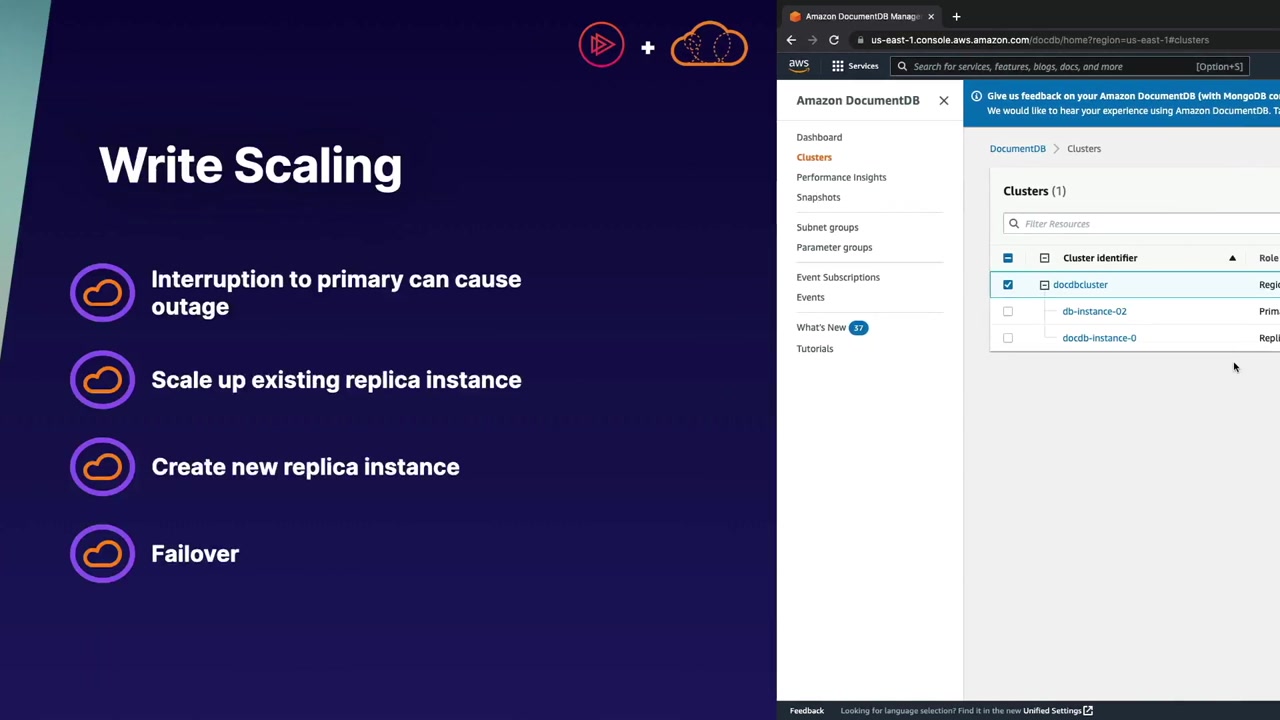 Write Scaling
Interruption to primary can cause
outage
Scale up existing replica instance
Create new replica instance
Failover
Amazon DocumentDB Manage
us-east-1.console.aws.amazon.com/docdb/home?region=us-east-1#clusters
aws
Services
Search for services, features, blogs, docs, and more
[Option+S]
Amazon DocumentDB
Dashboard
Clusters
Performance Insights
Snapshots
Subnet groups
Parameter groups
Event Subscriptions
Events
What's New 37
Tutorials
Give us feedback on your Amazon DocumentDB (with MongoDB
We would like to hear your experience using Amazon DocumentDB.
DocumentDB > Clusters
Clusters (1)
Filter Resources
Cluster identifier Role
docdbcluster
db-instance-02
docdb-instance-0
Feedback
Looking for language selection? Find it in the new Unified Settings